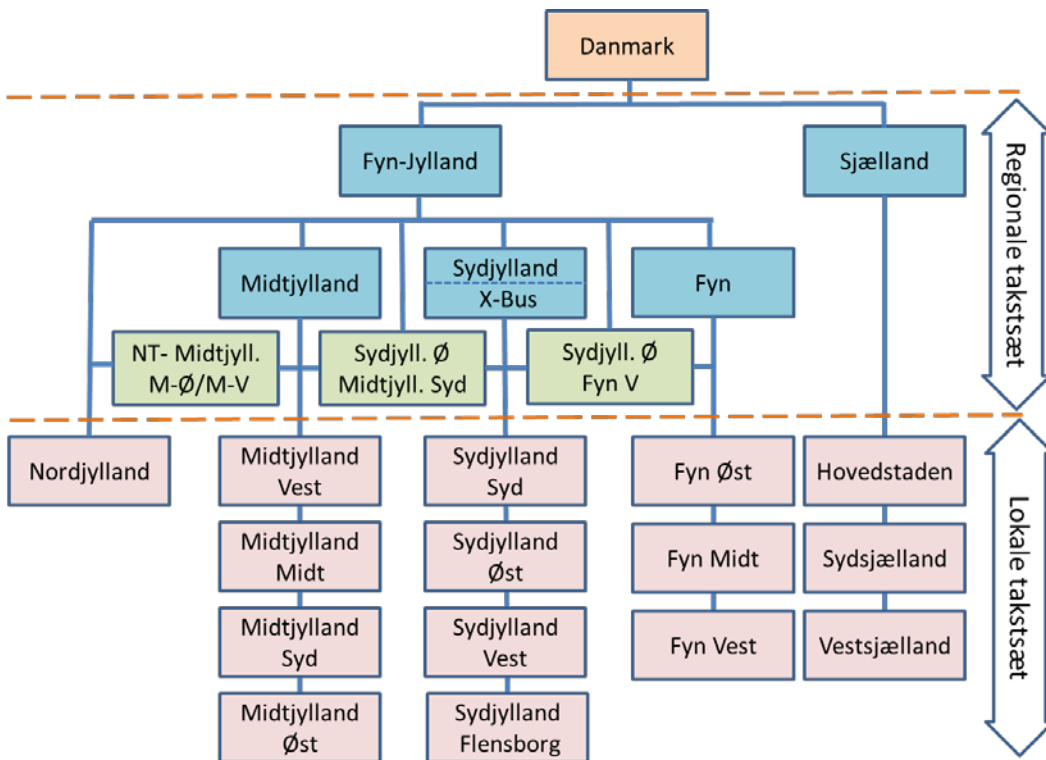 Danmark
Fyn-Jylland
Sjælland
Regionale takstsæt
Midtjylland
Sydjylland
X-Bus
Fyn
NT- Midtjyll.
M-Ø/M-V
Sydjyll. Ø
Midtjyll. Syd
Sydjyll. Ø
Fyn V
Nordjylland
Midtjylland
Vest
Sydjylland
Syd
Fyn Øst
Hovedstaden
Lokale takstsæt
Midtjylland
Midt
Sydjylland
Øst
Fyn Midt
Sydsjælland
Midtjylland
Syd
Sydjylland
Vest
Fyn Vest
Vestsjælland
Midtjylland
Øst
Sydjylland
Flensborg